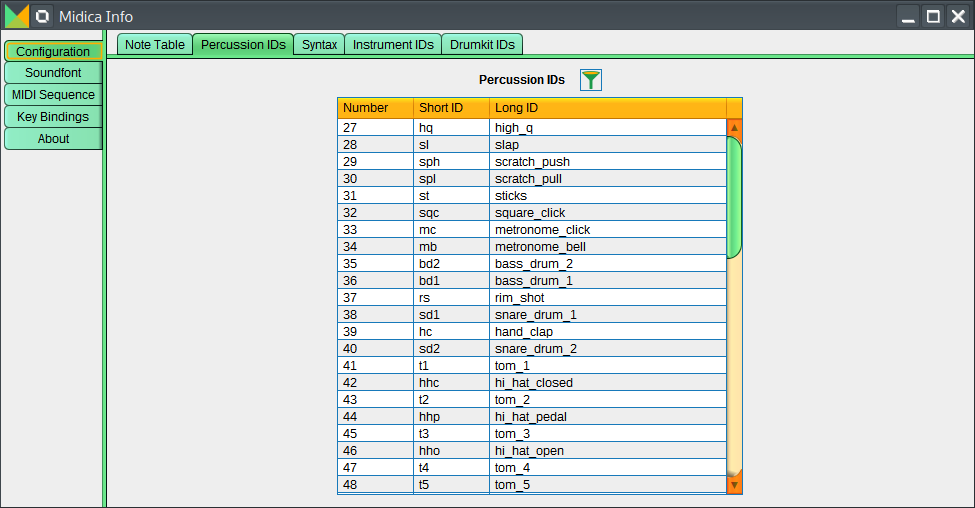 Midica Info
Configuration
Soundfont
MIDI Sequence
Key Bindings
About
Note Table Percussion IDs Syntax Instrument IDs Drumkit IDs
Percussion IDs
Number Short ID Long ID
27 hq high_q
28 sl slap
29 sph scratch_push
30 spl scratch_pull
31 st sticks
32 sqc square_click
33 mc metronome_click
34 mb metronome_bell
35 bd2 bass_drum_2
36 bd1 bass_drum_1
37 rs rim_shot
38 sd1 snare_drum_1
39 hc hand_clap
40 sd2 snare_drum_2
41 t1 tom_1
42 hhc hi_hat_closed
43 t2 tom_2
44 hhp hi_hat_pedal
45 t3 tom_3
46 hho hi_hat_open
47 t4 tom_4
48 t5 tom_5